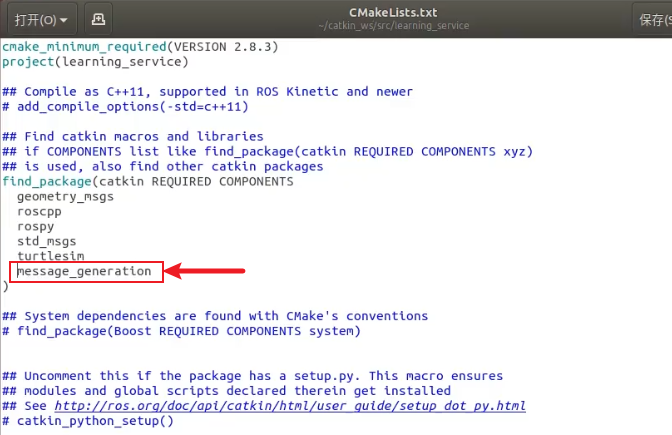 打开(O)
CMakeLists.txt
~/catkin_ws/src/learning_service
保存(S
cmake_minimum_required(VERSION 2.8.3)
project(learning_service)
## Compile as C++11, supported in ROS Kinetic and newer
# add_compile_options(-std=c++11)
## Find catkin macros and libraries
## if COMPONENTS list like find_package(catkin REQUIRED COMPONENTS xyz)
## is used, also find other catkin packages
find_package(catkin REQUIRED COMPONENTS
geometry_msgs
roscpp
rospy
std_msgs
turtlesim
message_generation
)
## System dependencies are found with CMake's conventions
# find_package(Boost REQUIRED COMPONENTS system)
## Uncomment this if the package has a setup.py. This macro ensures
## modules and global scripts declared therein get installed
## See http://ros.org/doc/api/catkin/html/user_guide/setup_dot_py.html
# catkin_python_setup()